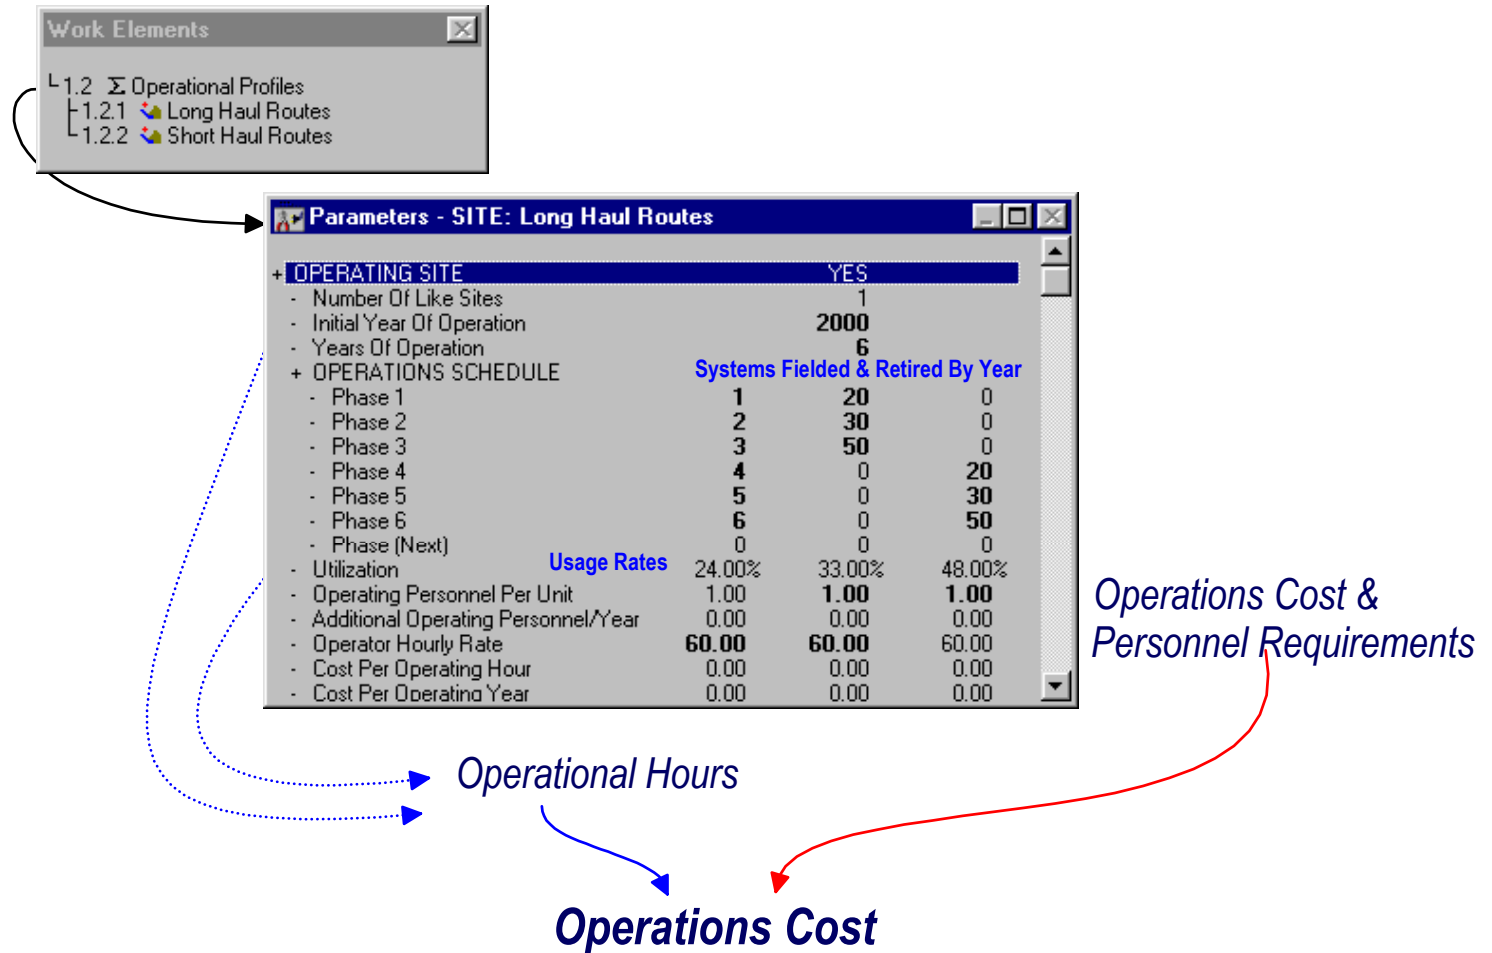 Work Elements
1.2 Σ Operational Profiles
1.2.1 Long Haul Routes
1.2.2 Short Haul Routes
Parameters - SITE: Long Haul Routes
+ OPERATING SITE YES
- Number Of Like Sites 1
- Initial Year Of Operation 2000
- Years Of Operation 6
+ OPERATIONS SCHEDULE Systems Fielded & Retired By Year
- Phase 1 1 20 0
- Phase 2 2 30 0
- Phase 3 3 50 0
- Phase 4 4 0 20
- Phase 5 5 0 30
- Phase 6 6 0 50
- Phase (Next) 0 0 0
Usage Rates
- Utilization 24.00% 33.00% 48.00%
- Operating Personnel Per Unit 1.00 1.00 1.00
- Additional Operating Personnel/Year 0.00 0.00 0.00
- Operator Hourly Rate 60.00 60.00 60.00
- Cost Per Operating Hour 0.00 0.00 0.00
- Cost Per Operating Year 0.00 0.00 0.00
Operations Cost &
Personnel Requirements
Operational Hours
Operations Cost